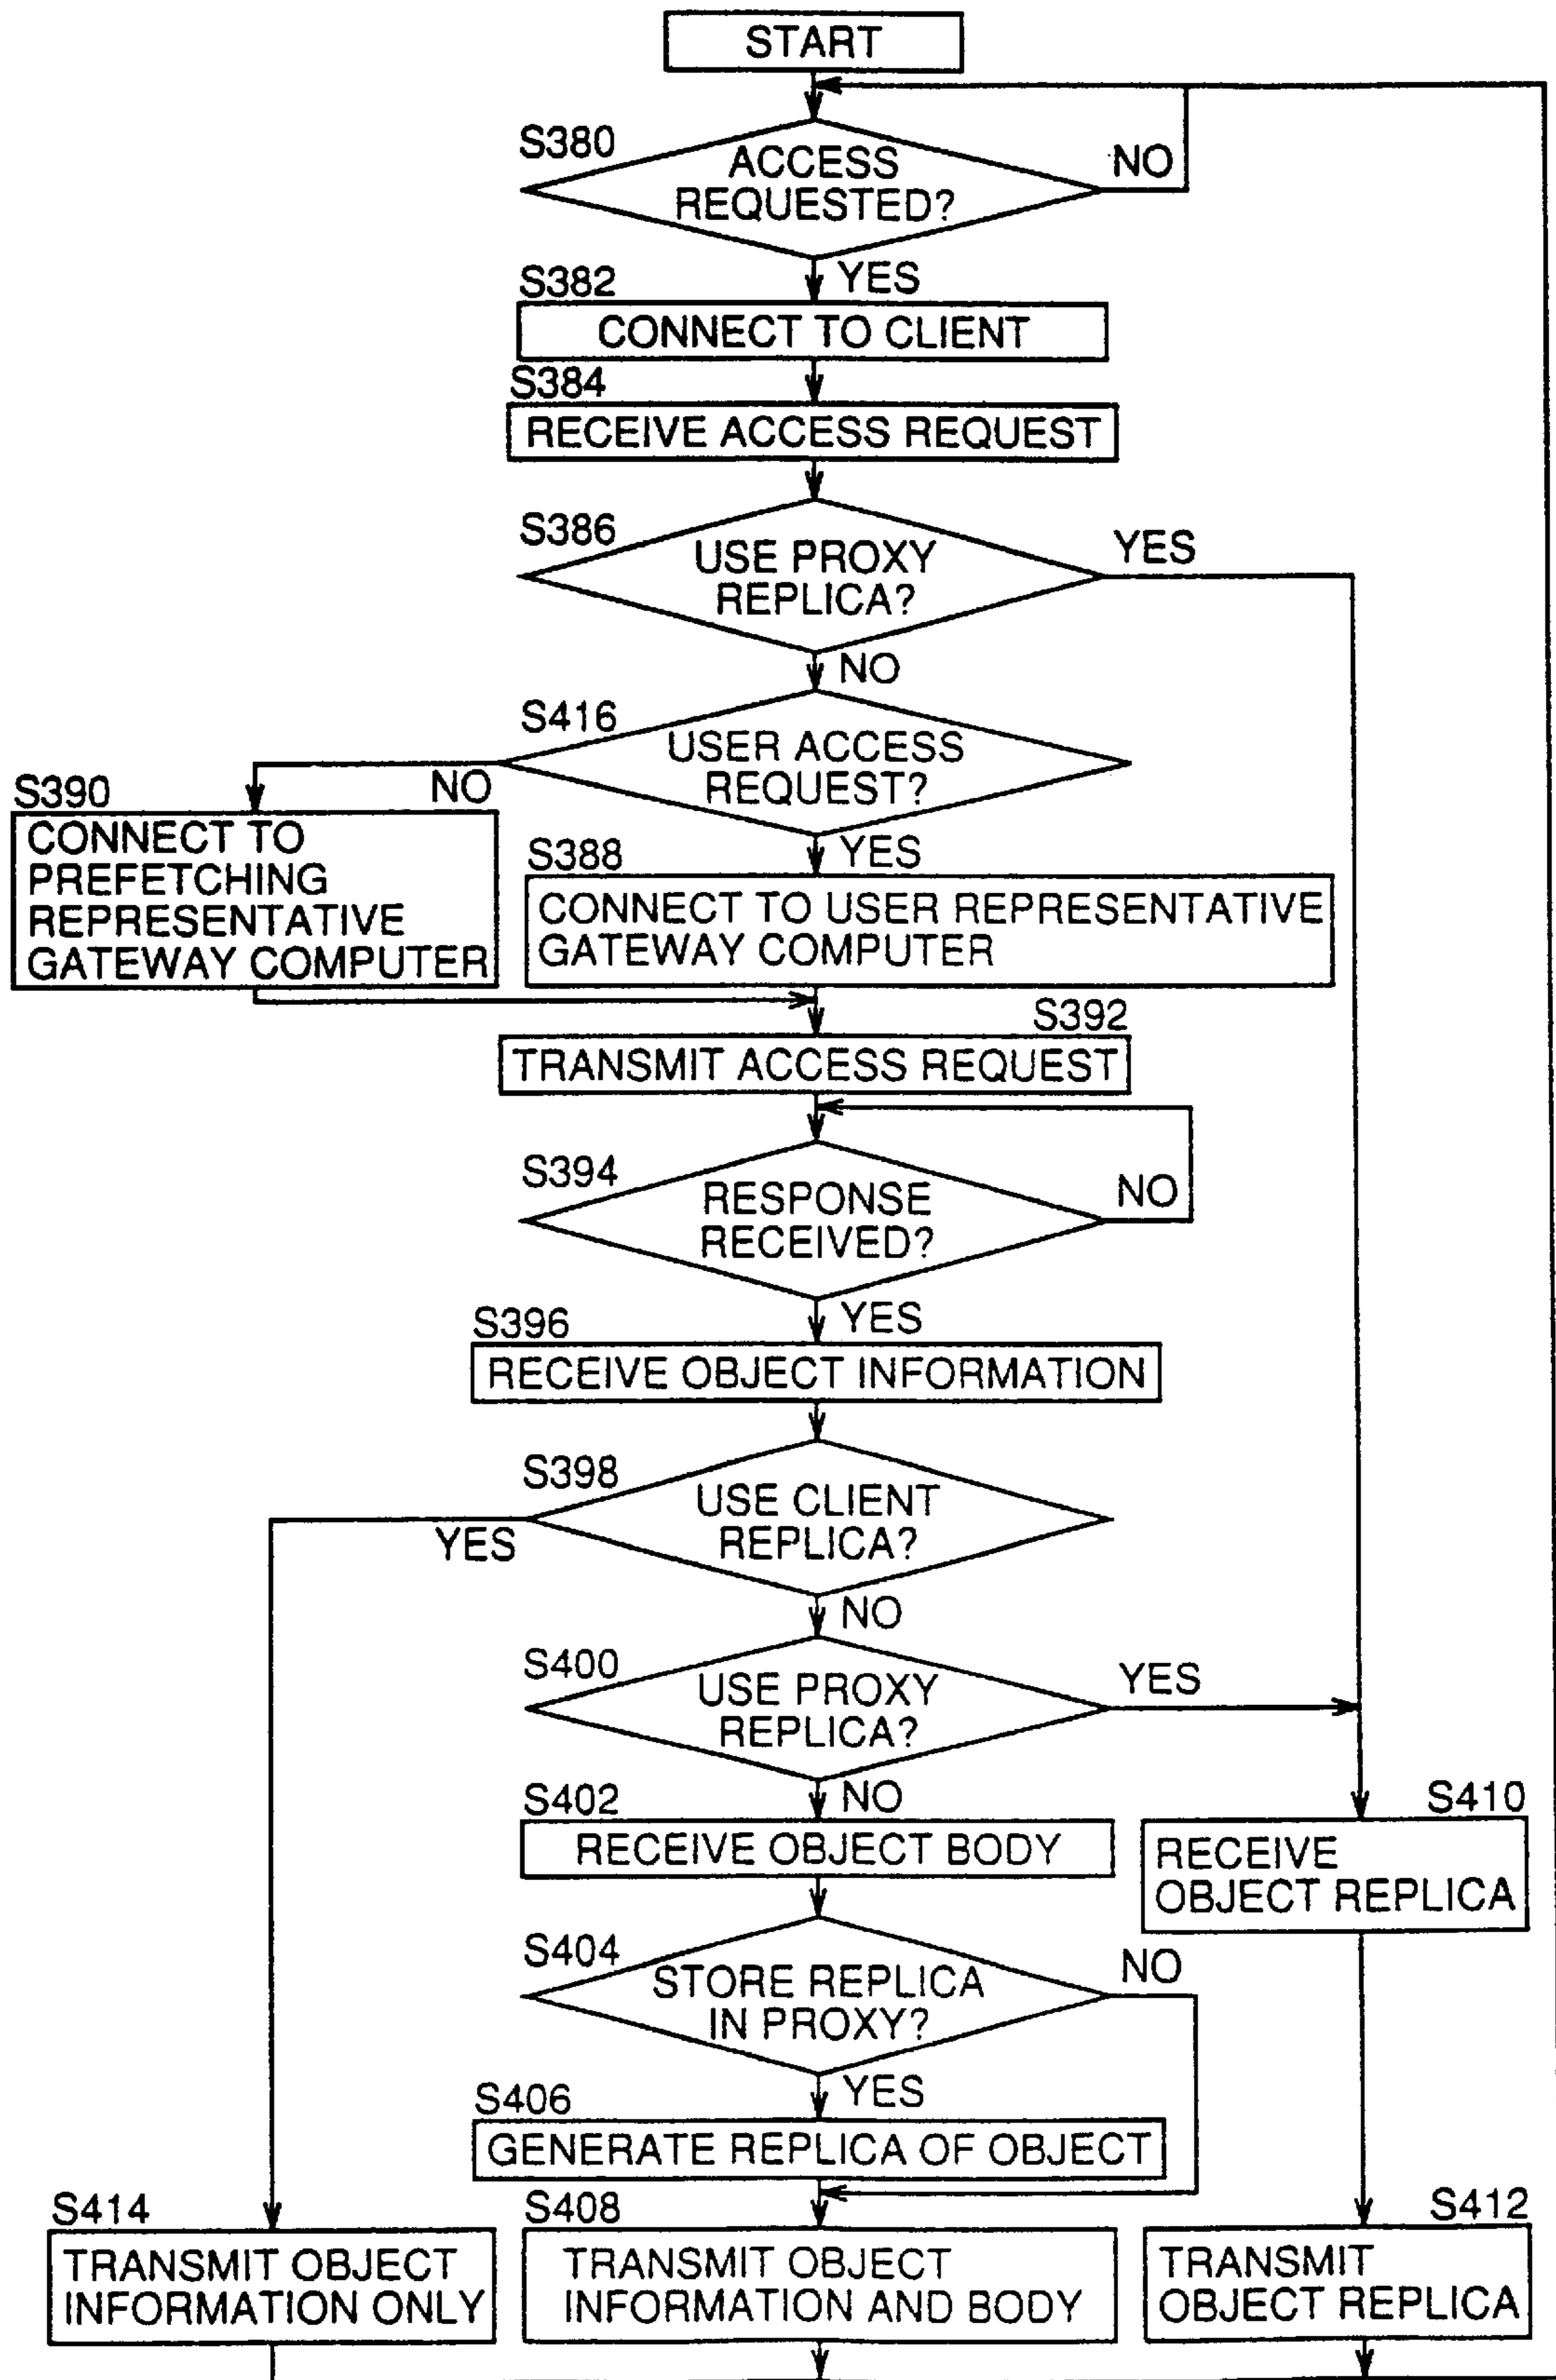 START
S380
ACCESS
REQUESTED?
NO
YES
S382
CONNECT TO CLIENT
S384
RECEIVE ACCESS REQUEST
S386
USE PROXY
REPLICA?
YES
NO
S416
USER ACCESS
REQUEST?
NO
S390
CONNECT TO
PREFETCHING
REPRESENTATIVE
GATEWAY COMPUTER
YES
S388
CONNECT TO USER REPRESENTATIVE
GATEWAY COMPUTER
S392
TRANSMIT ACCESS REQUEST
S394
RESPONSE
RECEIVED?
NO
YES
S396
RECEIVE OBJECT INFORMATION
S398
USE CLIENT
REPLICA?
YES
NO
S400
USE PROXY
REPLICA?
YES
NO
S402
RECEIVE OBJECT BODY
S410
RECEIVE
OBJECT REPLICA
S404
STORE REPLICA
IN PROXY?
NO
YES
S406
GENERATE REPLICA OF OBJECT
S414
TRANSMIT OBJECT
INFORMATION ONLY
S408
TRANSMIT OBJECT
INFORMATION AND BODY
S412
TRANSMIT
OBJECT REPLICA